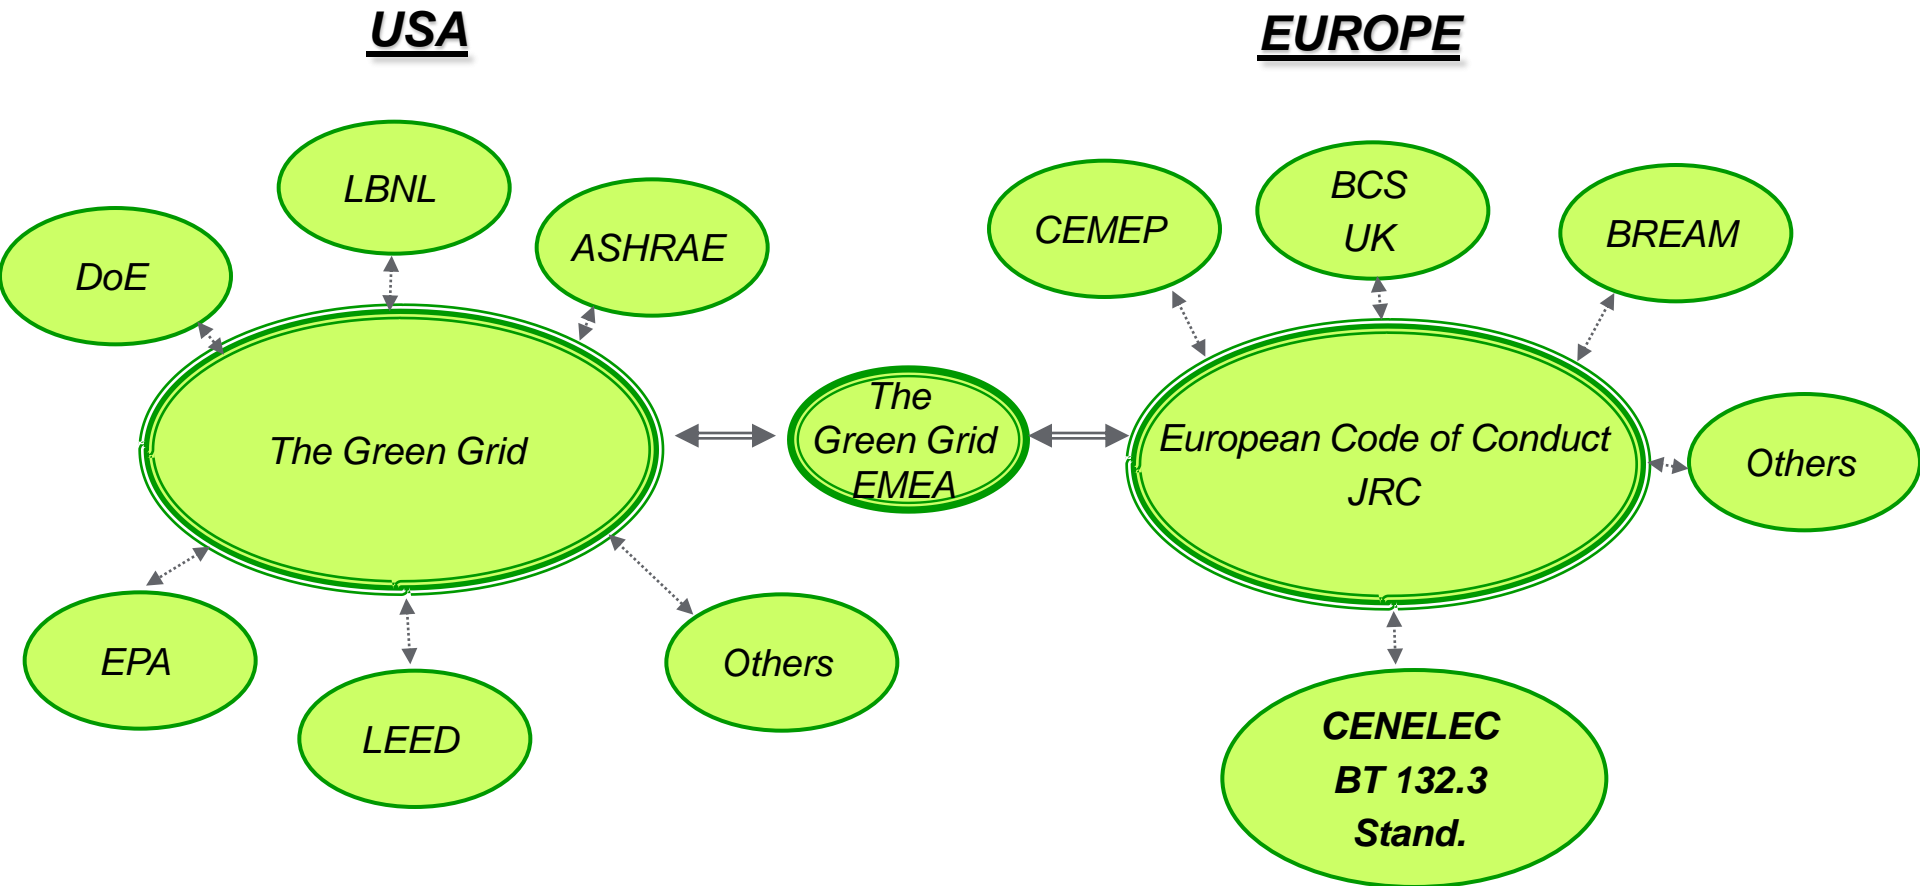 USA
EUROPE
LBNL
ASHRAE
DoE
The Green Grid
EPA
LEED
Others
The
Green Grid
EMEA
CEMEP
BCS
UK
BREAM
European Code of Conduct
JRC
Others
CENELEC
BT 132.3
Stand.